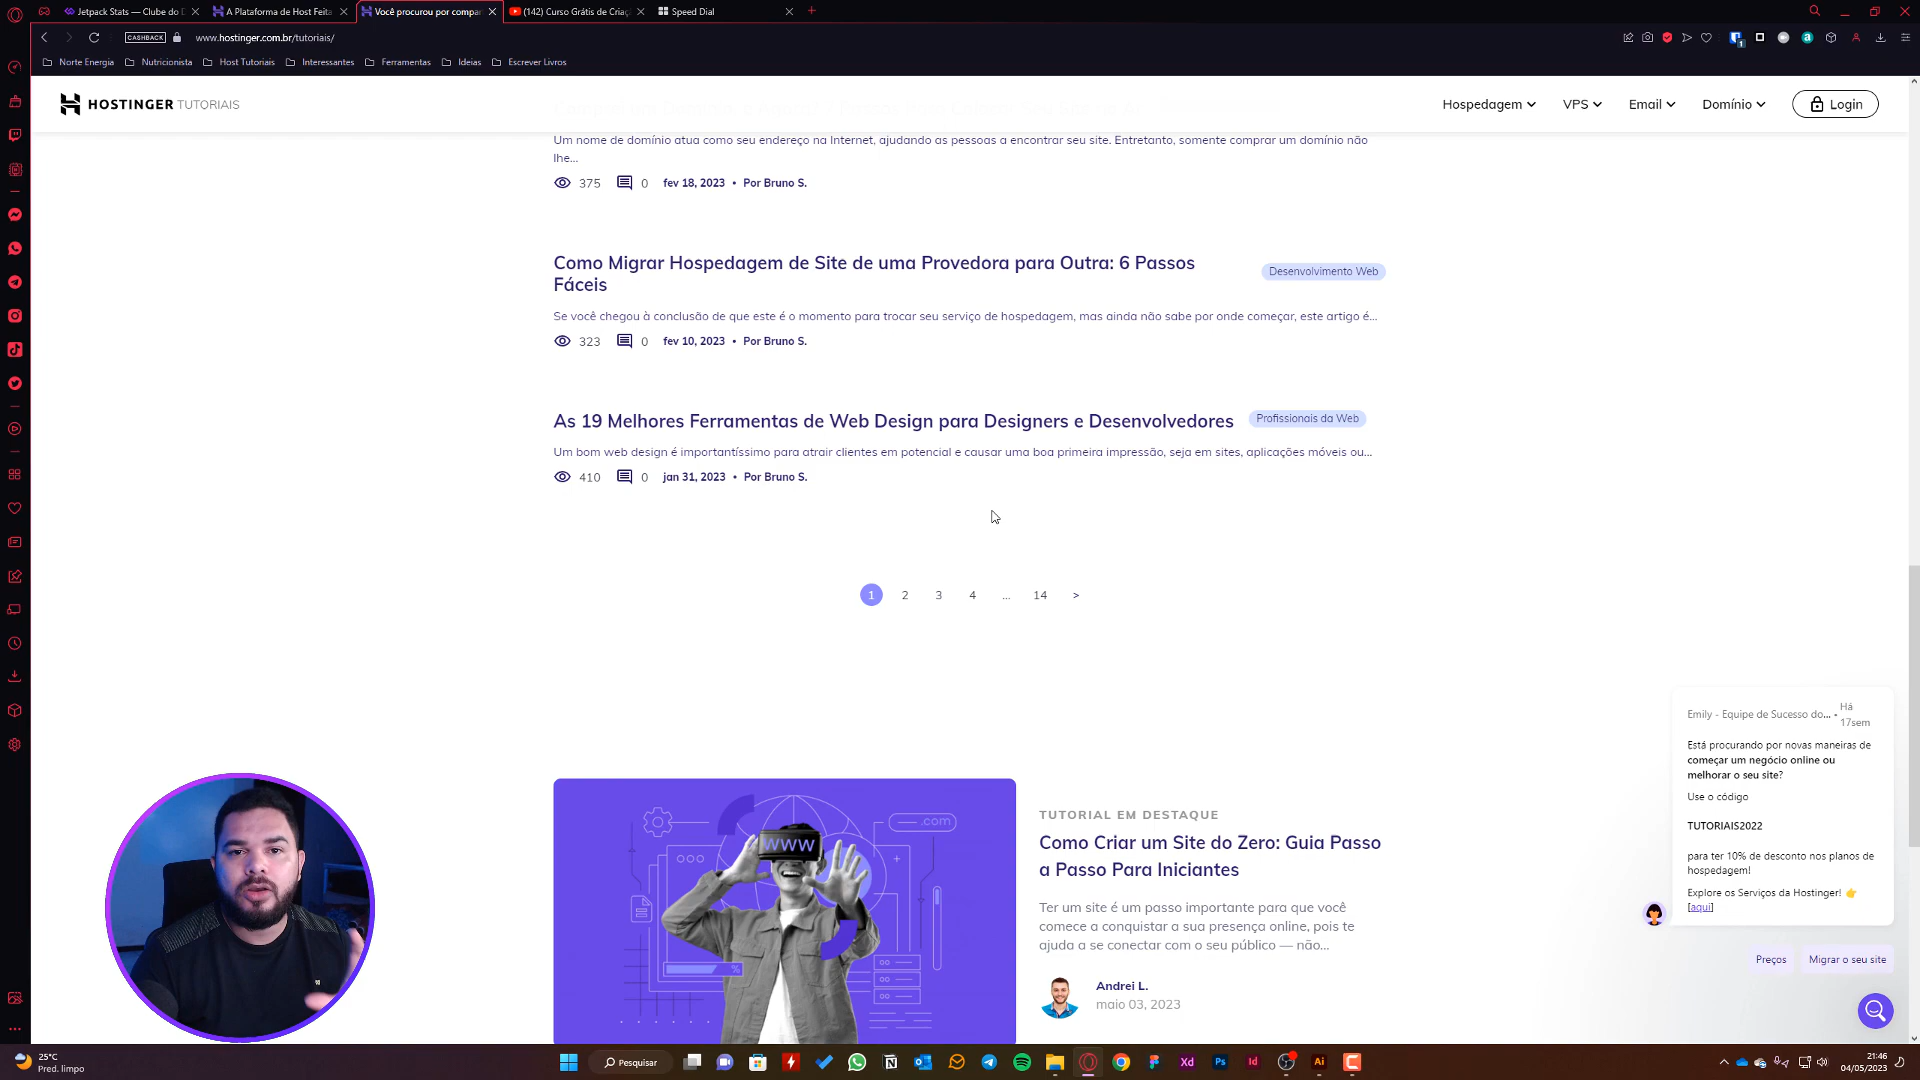 Jetpack Stats — Clube do D
A Plataforma de Host Feita
Você procurou por compar
(142) Curso Grátis de Criaç
Speed Dial
CASHBACK
www.hostinger.com.br/tutoriais/
Norte Energia
Nutricionista
Host Tutoriais
Interessantes
Ferramentas
Ideias
Escrever Livros
HOSTINGER TUTORIAIS
Hospedagem
VPS
Email
Domínio
Login
Um nome de domínio atua como seu endereço na Internet, ajudando as pessoas a encontrar seu site. Entretanto, somente comprar um domínio não
lhe...
375 0 fev 18, 2023 • Por Bruno S.
Como Migrar Hospedagem de Site de uma Provedora para Outra: 6 Passos
Fáceis
Desenvolvimento Web
Se você chegou à conclusão de que este é o momento para trocar seu serviço de hospedagem, mas ainda não sabe por onde começar, este artigo é...
323 0 fev 10, 2023 • Por Bruno S.
As 19 Melhores Ferramentas de Web Design para Designers e Desenvolvedores
Profissionais da Web
Um bom web design é importantíssimo para atrair clientes em potencial e causar uma boa primeira impressão, seja em sites, aplicações móveis ou...
410 0 jan 31, 2023 • Por Bruno S.
1 2 3 4 ... 14 >
.com
WWW
%
TUTORIAL EM DESTAQUE
Como Criar um Site do Zero: Guia Passo
a Passo Para Iniciantes
Ter um site é um passo importante para que você
comece a conquistar a sua presença online, pois te
ajuda a se conectar com o seu público — não...
Andrei L.
maio 03, 2023
Emily - Equipe de Sucesso do... • Há
17sem
Está procurando por novas maneiras de
começar um negócio online ou
melhorar o seu site?
Use o código
TUTORIAIS2022
para ter 10% de desconto nos planos de
hospedagem!
Explore os Serviços da Hostinger! 👉
[aqui]
Preços
Migrar o seu site
25°C
Pred. limpo
Pesquisar
Xd
Ps
Id
Ai
21:46
04/05/2023